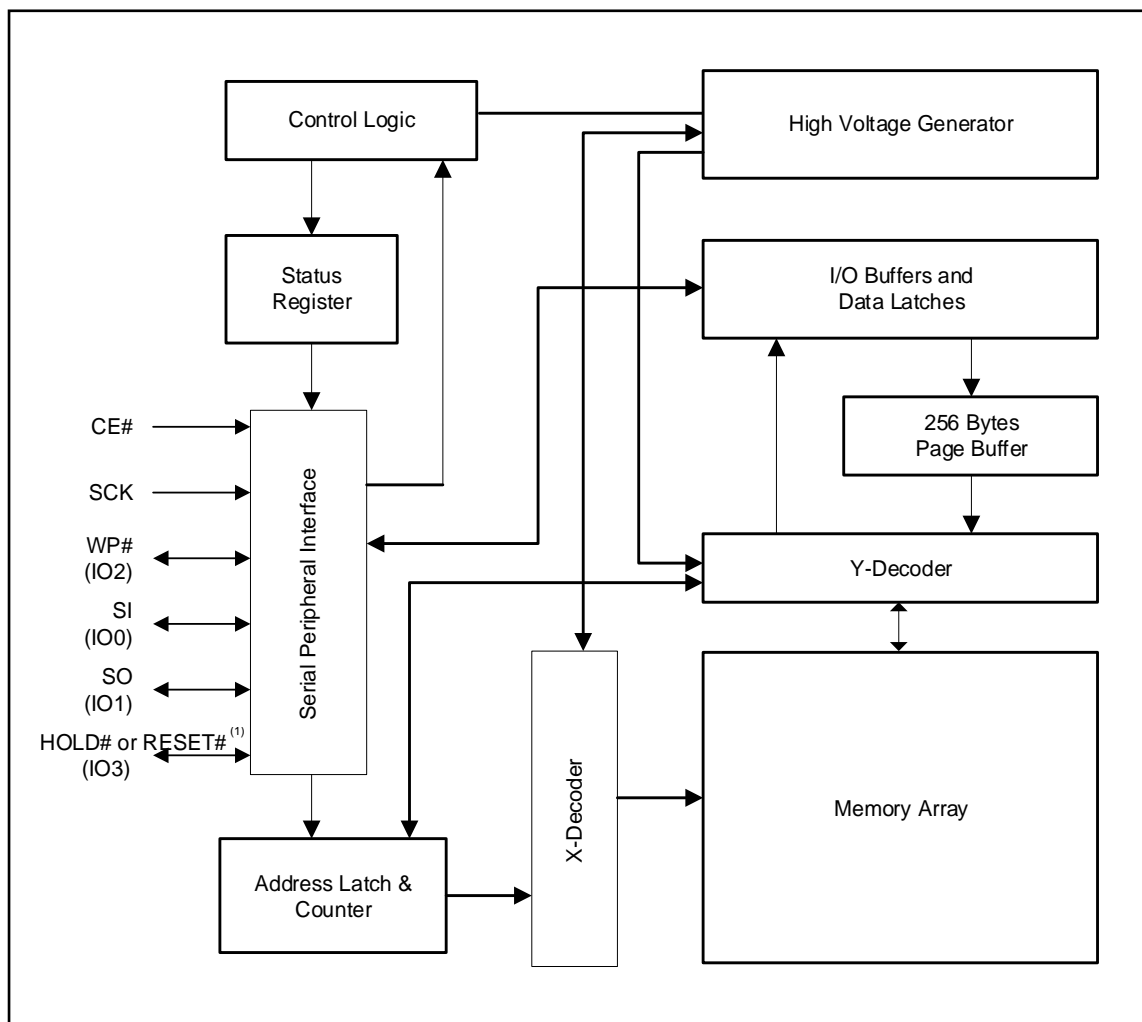 Control Logic
High Voltage Generator
Status
Register
I/O Buffers and
Data Latches
256 Bytes
Page Buffer
CE#
SCK
WP#
(IO2)
SI
(IO0)
SO
(IO1)
HOLD# or RESET# (1)
(IO3)
Serial Peripheral Interface
Y-Decoder
X-Decoder
Memory Array
Address Latch &
Counter